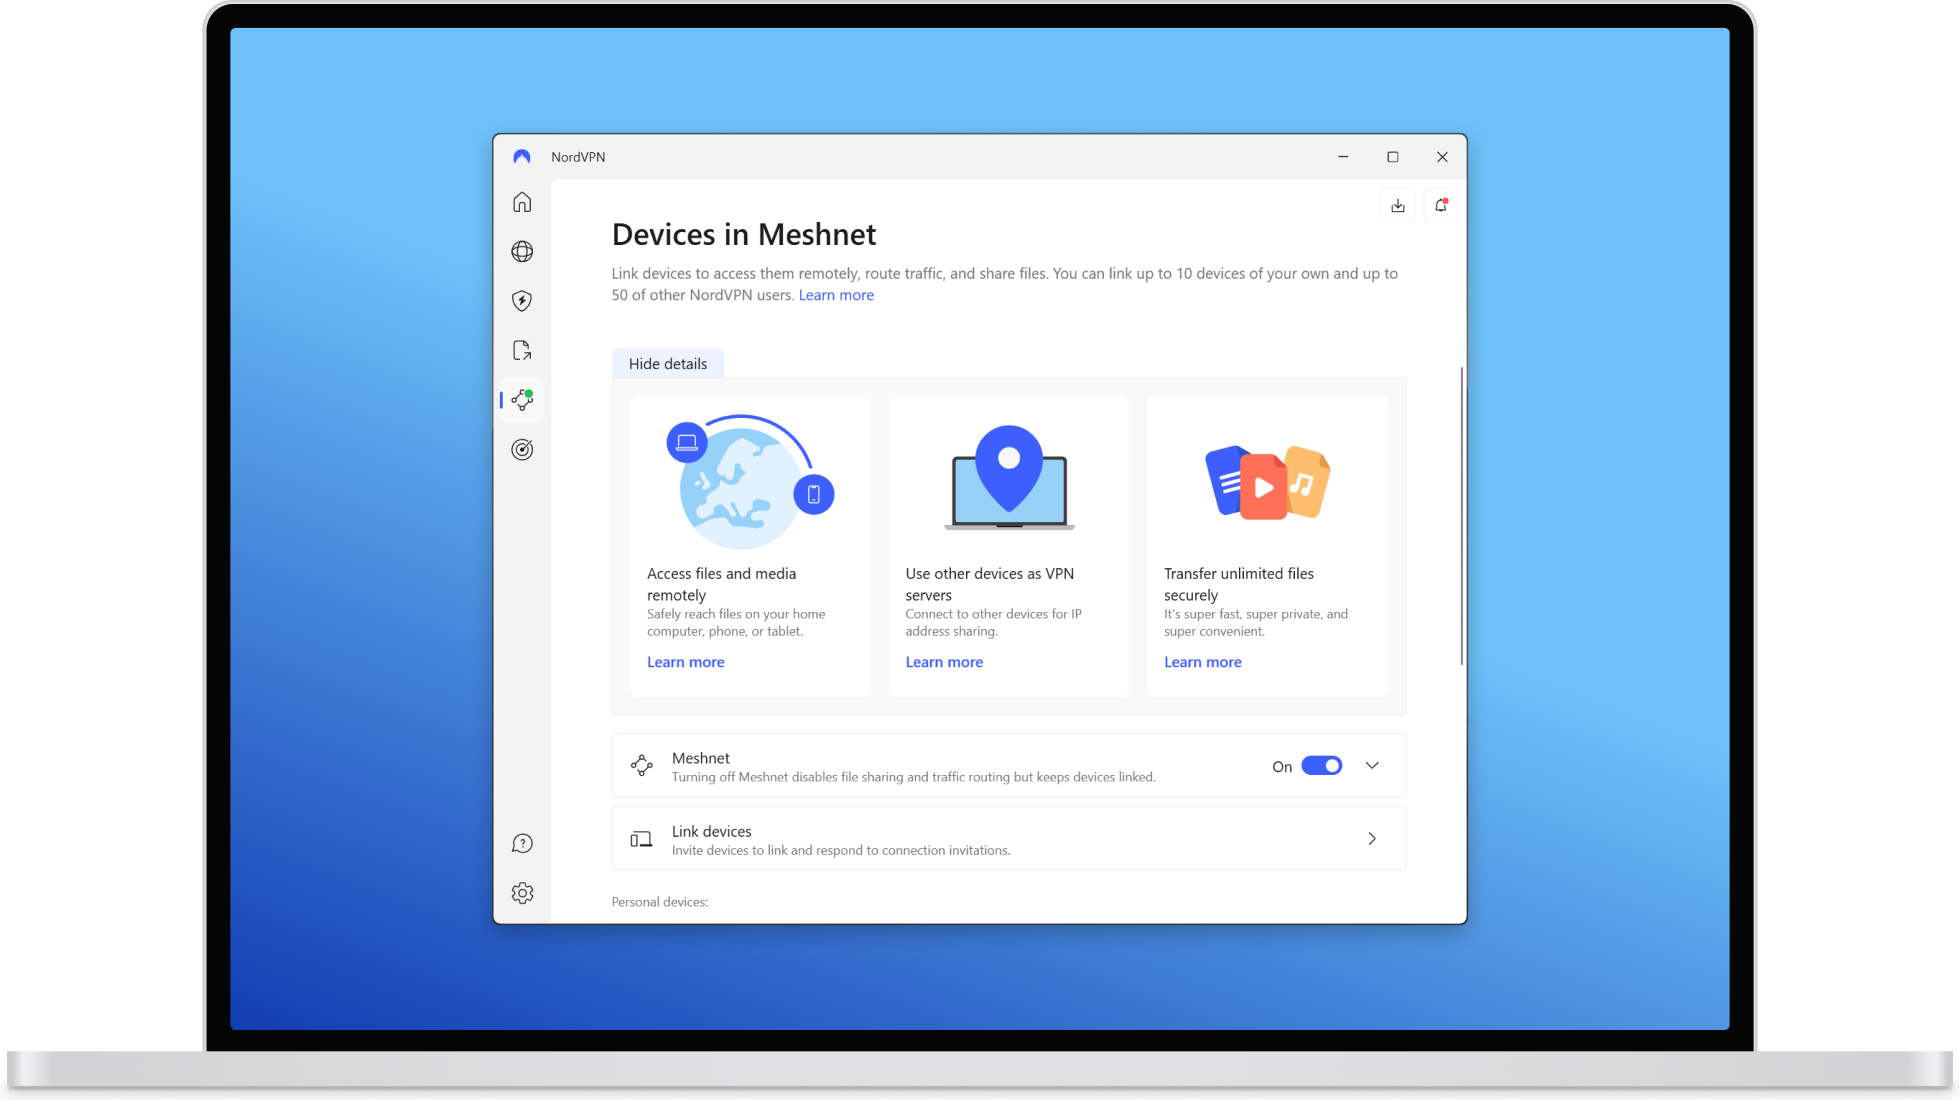 NordVPN
Devices in Meshnet
Link devices to access them remotely, route traffic, and share files. You can link up to 10 devices of your own and up to
50 of other NordVPN users. Learn more
Hide details
Access files and media
remotely
Safely reach files on your home
computer, phone, or tablet.
Learn more
Use other devices as VPN
servers
Connect to other devices for IP
address sharing.
Learn more
Transfer unlimited files
securely
It's super fast, super private, and
super convenient.
Learn more
Meshnet
Turning off Meshnet disables file sharing and traffic routing but keeps devices linked.
On
Link devices
Invite devices to link and respond to connection invitations.
Personal devices: